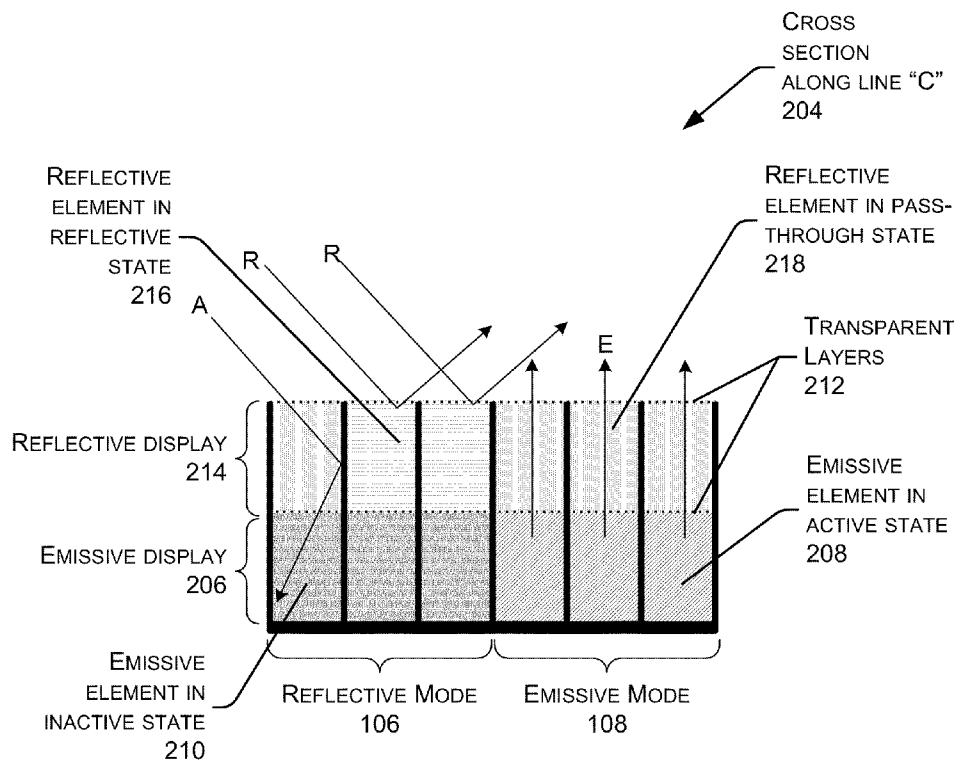 CROSS
SECTION
ALONG LINE “C”
204
REFLECTIVE
ELEMENT IN
REFLECTIVE
STATE
216
R
R
A
REFLECTIVE
ELEMENT IN PASS-
THROUGH STATE
218
E
TRANSPARENT
LAYERS
212
REFLECTIVE DISPLAY
214
EMISSIVE DISPLAY
206
EMISSIVE
ELEMENT IN
ACTIVE STATE
208
EMISSIVE
ELEMENT IN
INACTIVE STATE
210
REFLECTIVE MODE
106
EMISSIVE MODE
108